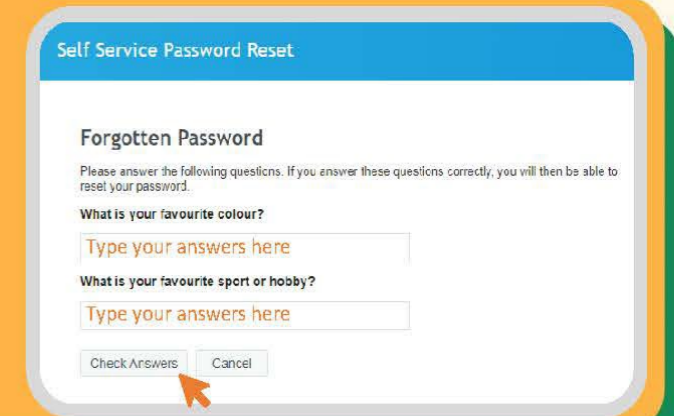 Self Service Password Reset
Forgotten Password
Please answer the following questions. If you answer these questions correctly, you will then be able to
reset your password.
What is your favourite colour?
Type your answers here
What is your favourite sport or hobby?
Type your answers here
Check Answers Cancel